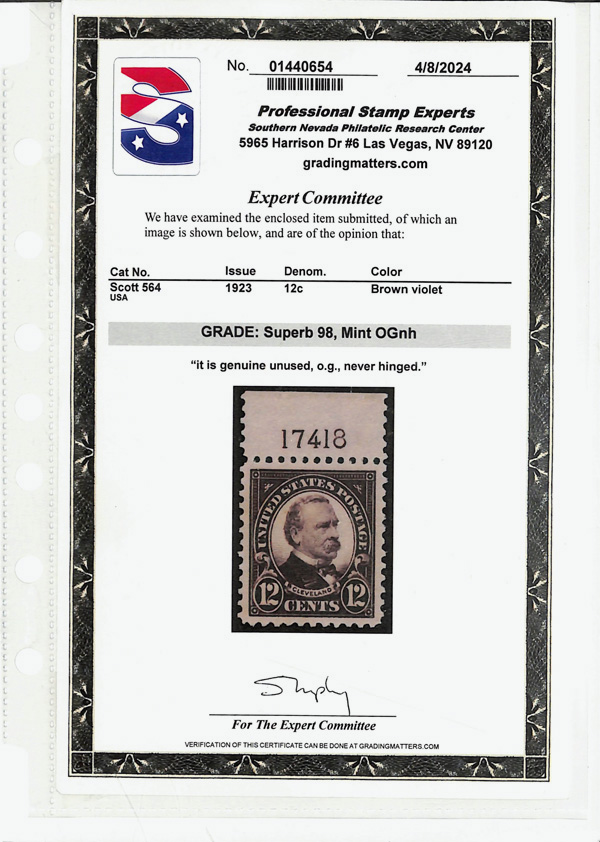 No. 01440654 4/8/2024
Professional Stamp Experts
Southern Nevada Philatelic Research Center
5965 Harrison Dr #6 Las Vegas, NV 89120
gradingmatters.com
Expert Committee
We have examined the enclosed item submitted, of which an
image is shown below, and are of the opinion that:
Cat No. Issue Denom. Color
Scott 564 1923 12c Brown violet
USA
GRADE: Superb 98, Mint OGnh
“it is genuine unused, o.g., never hinged.”
17418
UNITED STATES POSTAGE
CLEVELAND
12 CENTS 12
For The Expert Committee
VERIFICATION OF THIS CERTIFICATE CAN BE DONE AT GRADINGMATTERS.COM